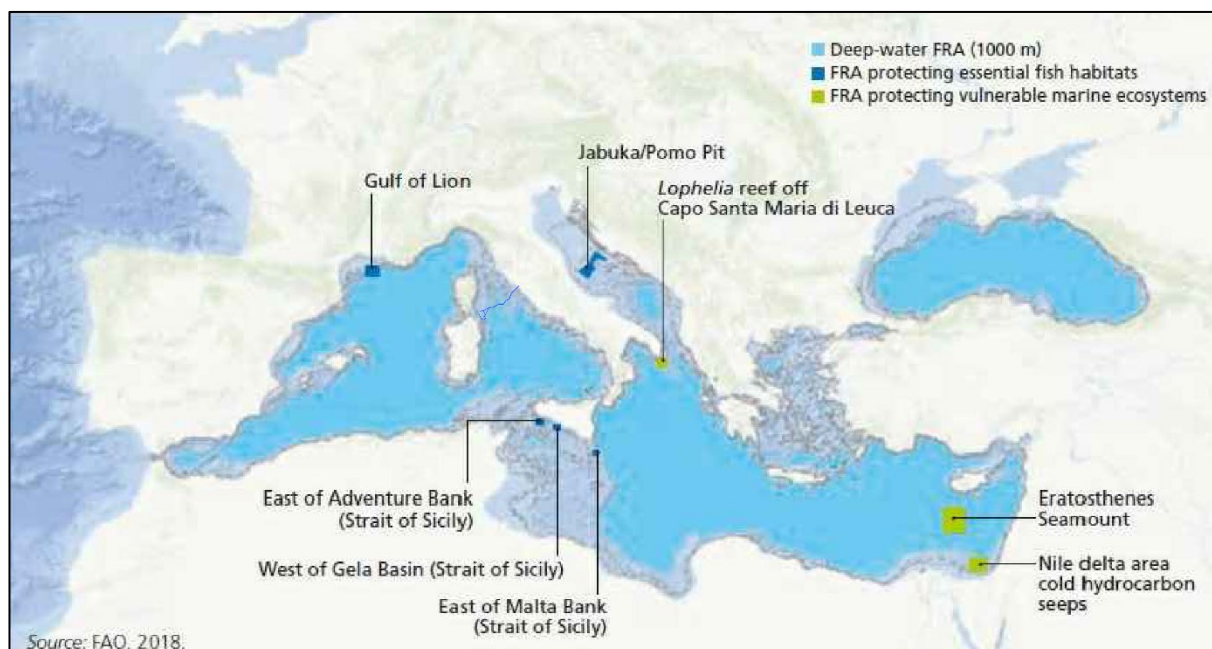 Deep-water FRA (1000 m)
FRA protecting essential fish habitats
FRA protecting vulnerable marine ecosystems
Jabuka/Pomo Pit
Gulf of Lion
Lophelia reef off
Capo Santa Maria di Leuca
East of Adventure Bank
(Strait of Sicily)
West of Gela Basin (Strait of Sicily)
East of Malta Bank
(Strait of Sicily)
Eratosthenes
Seamount
Nile delta area
cold hydrocarbon
seeps
Source: FAO, 2018.